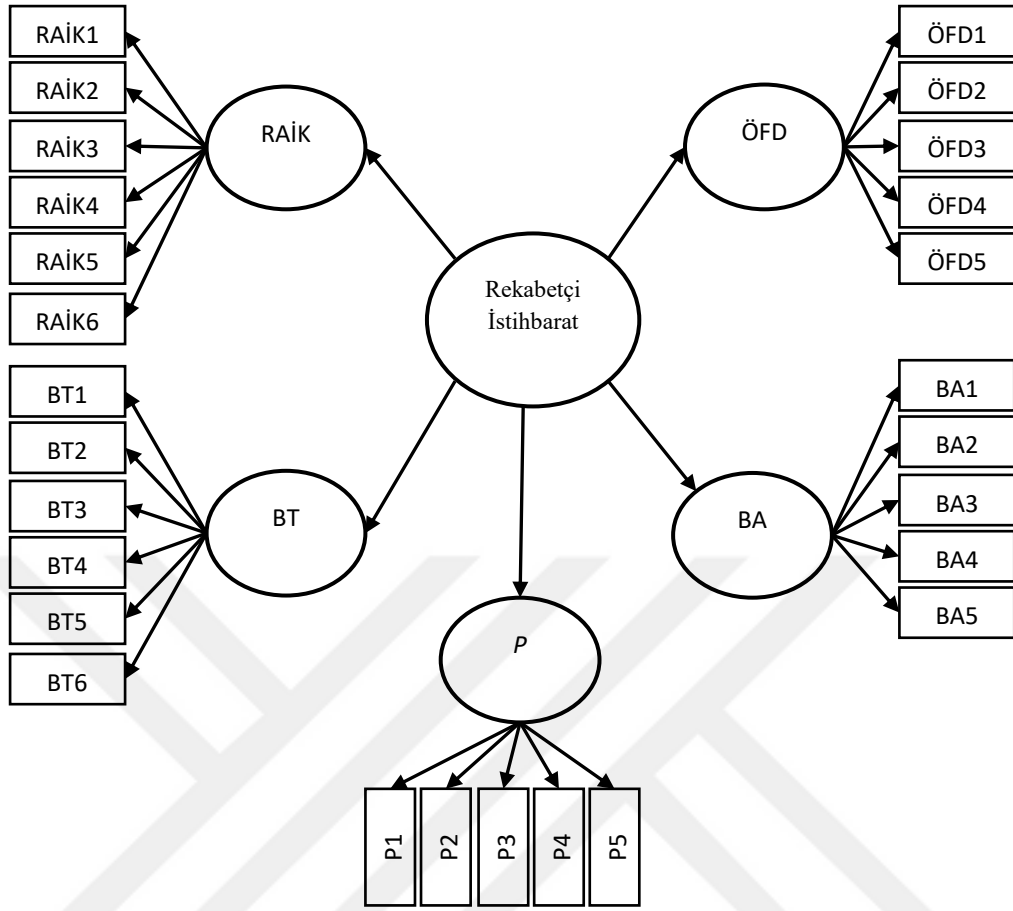 RAİK1
RAİK2
RAİK3
RAİK4
RAİK5
RAİK6
RAİK
ÖFD
ÖFD1
ÖFD2
ÖFD3
ÖFD4
ÖFD5
Rekabetçi
İstihbarat
BT1
BT2
BT3
BT4
BT5
BT6
BT
BA
BA1
BA2
BA3
BA4
BA5
P
P1
P2
P3
P4
P5